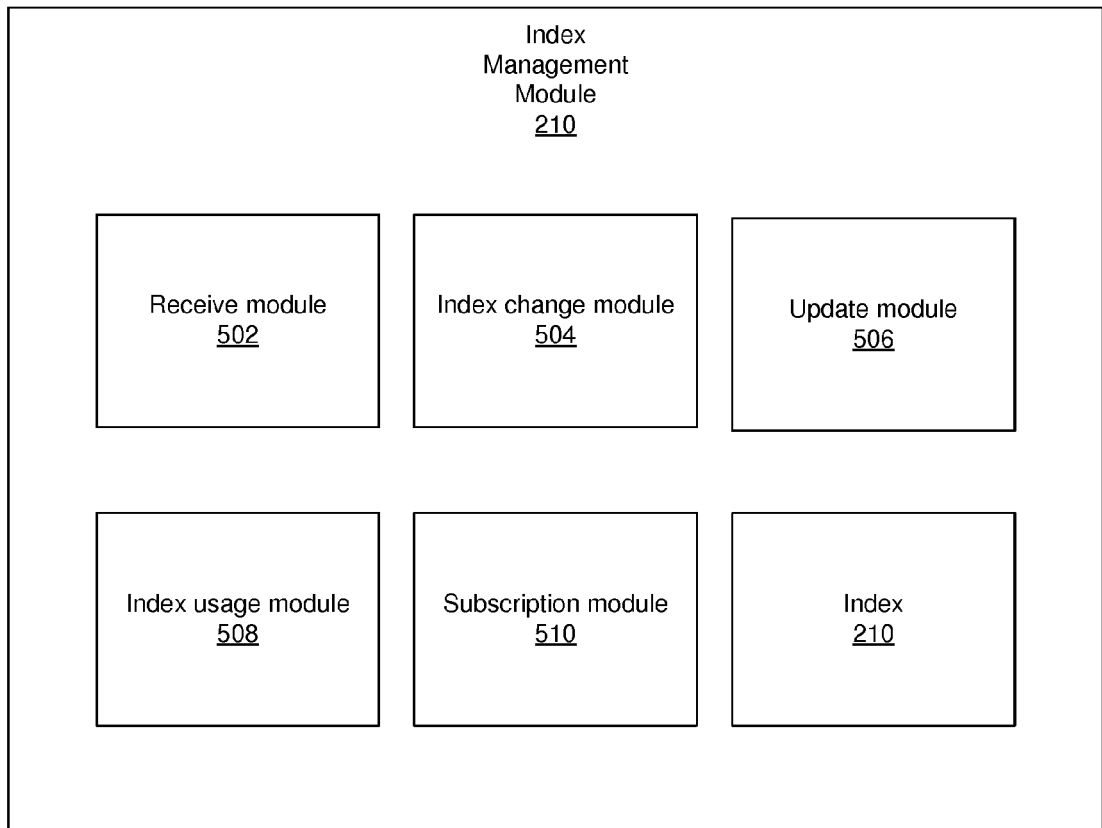 Index
Management
Module
210
Receive module
502
Index change module
504
Update module
506
Index usage module
508
Subscription module
510
Index
210